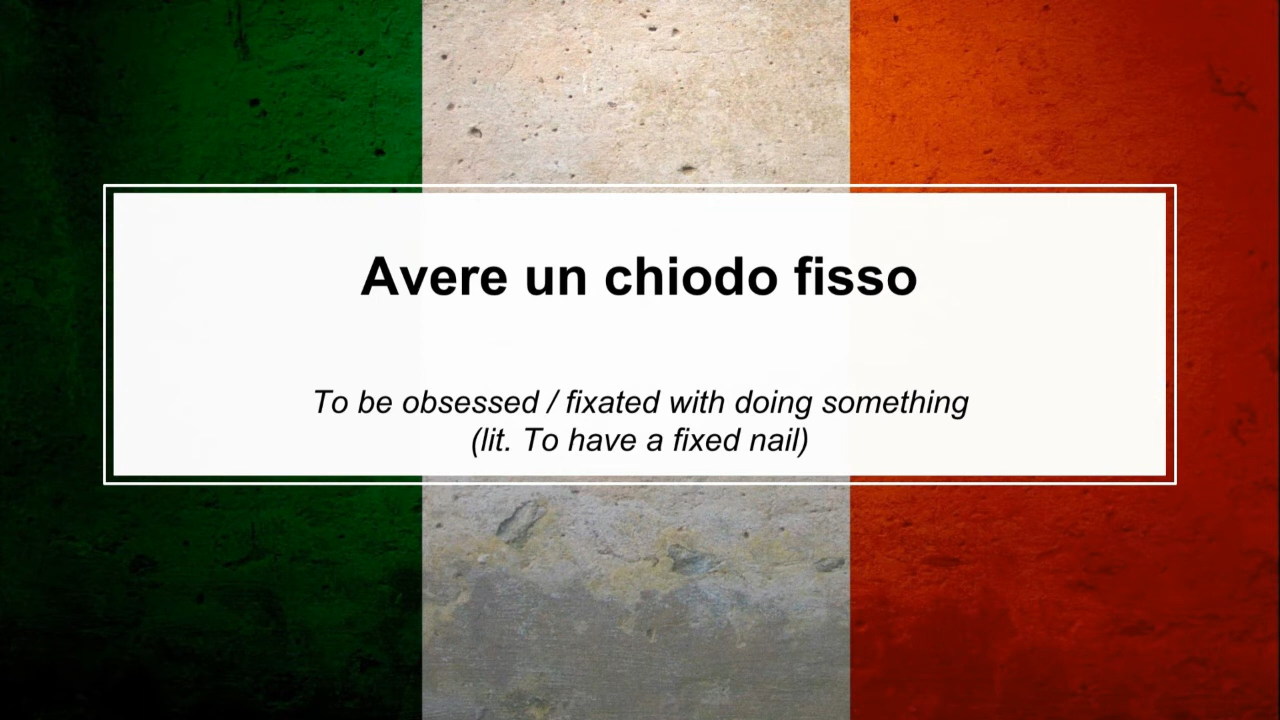 Avere un chiodo fisso
To be obsessed / fixated with doing something
(lit. To have a fixed nail)